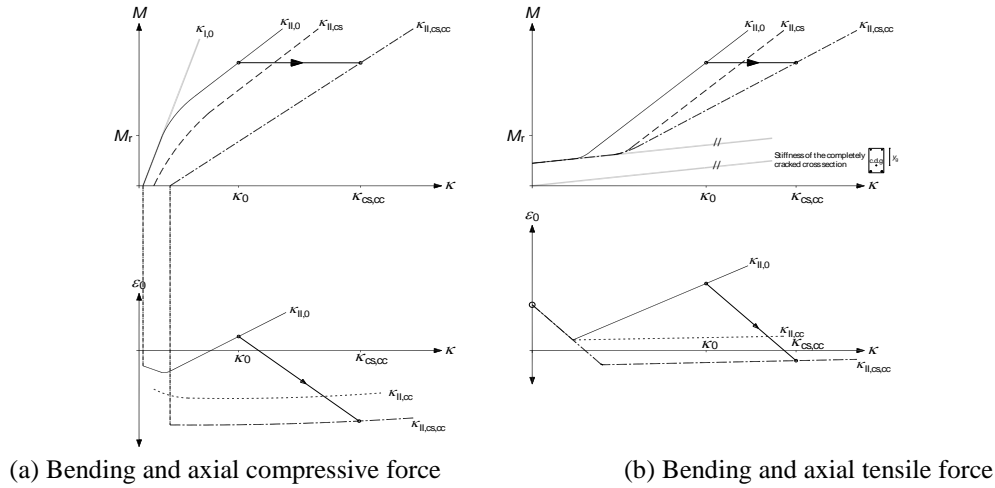 M
κI,0
κII,0
κII,cs
κII,cs,cc
Mr
κ0
κcs,cc
κ
ε0
κII,0
κ0
κcs,cc
κ
κII,cc
κII,cs,cc
(a) Bending and axial compressive force
M
κII,0
κII,cs
κII,cs,cc
Mr
Stiffness of the completely
cracked cross section
c.d.g
κ0
κcs,cc
κ
ε0
κII,0
κII,cc
κ0
κcs,cc
κ
κII,cs,cc
(b) Bending and axial tensile force